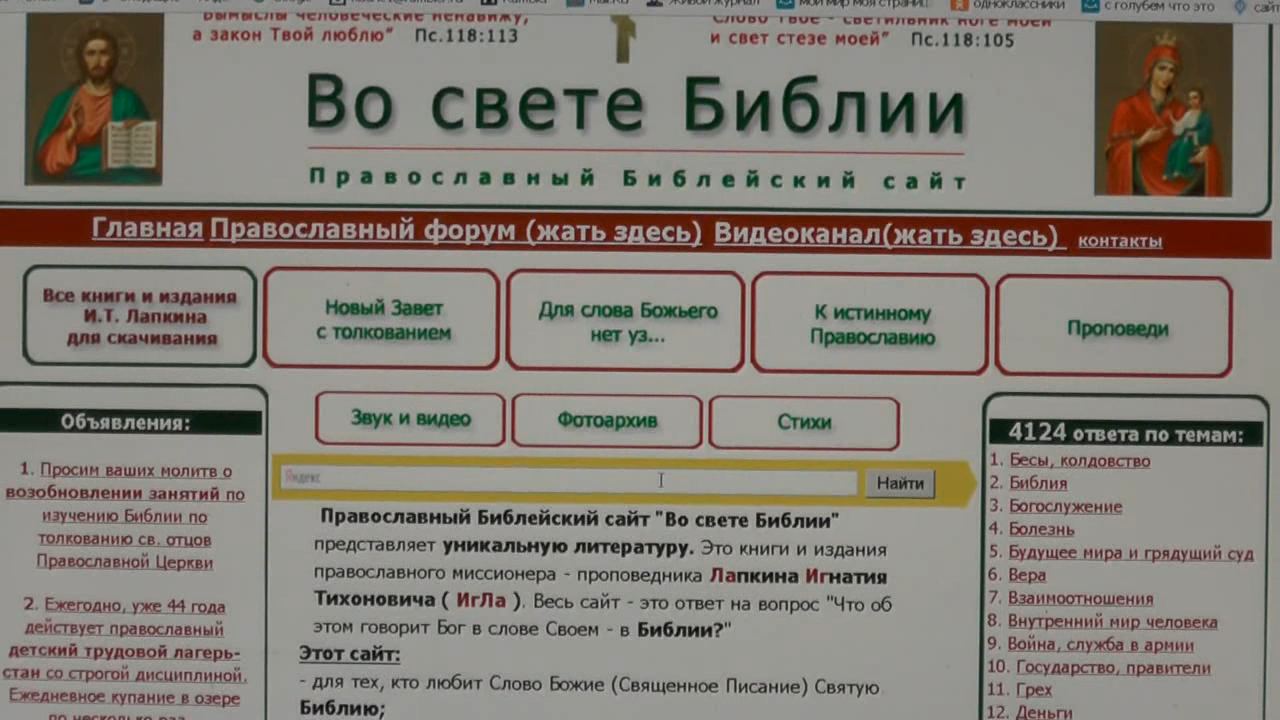 Вымыслы человеческие ненавижу,
а закон Твой люблю" Пс.118:113
Слово Твое - светильник ноге моей
и свет стезе моей" Пс.118:105
Во свете Библии
Православный Библейский сайт
Главная Православный форум (жать здесь) Видеоканал(жать здесь) контакты
Все книги и издания
И.Т. Лапкина
для скачивания
Новый Завет
с толкованием
Для слова Божьего
нет уз...
К истинному
Православию
Проповеди
Звук и видео
Фотоархив
Стихи
Объявления:
1. Просим ваших молитв о
возобновлении занятий по
изучению Библии по
толкованию св. отцов
Православной Церкви
2. Ежегодно, уже 44 года
действует православный
детский трудовой лагерь-
стан со строгой дисциплиной.
Ежедневное купание в озере
по несколько раз
Яндекс
Найти
Православный Библейский сайт "Во свете Библии"
представляет уникальную литературу. Это книги и издания
православного миссионера - проповедника Лапкина Игнатия
Тихоновича ( ИгЛа ). Весь сайт - это ответ на вопрос "Что об
этом говорит Бог в слове Своем - в Библии?"
Этот сайт:
- для тех, кто любит Слово Божие (Священное Писание) Святую
Библию;
4124 ответа по темам:
1. Бесы, колдовство
2. Библия
3. Богослужение
4. Болезнь
5. Будущее мира и грядущий суд
6. Вера
7. Взаимоотношения
8. Внутренний мир человека
9. Война, служба в армии
10. Государство, правители
11. Грех
12. Деньги